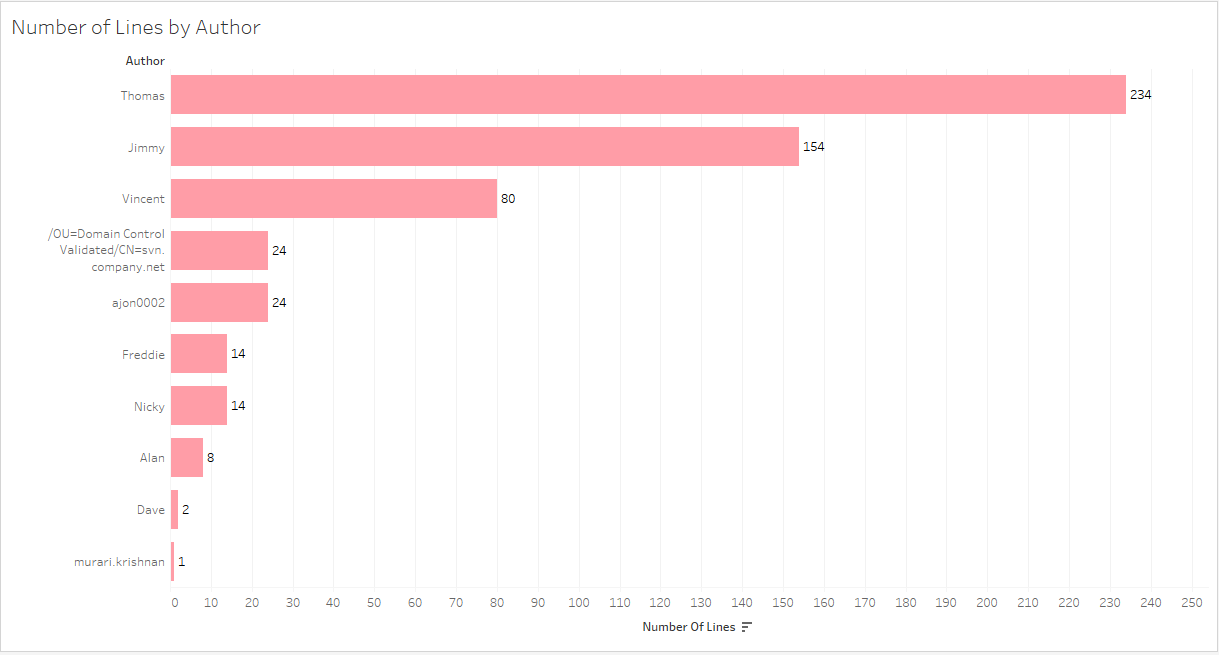 Number of Lines by Author
Author
Thomas
234
Jimmy
154
Vincent
80
/OU=Domain Control
Validated/CN=svn.
company.net
24
ajon0002
24
Freddie
14
Nicky
14
Alan
8
Dave
2
murari.krishnan
1
0 10 20 30 40 50 60 70 80 90 100 110 120 130 140 150 160 170 180 190 200 210 220 230 240 250
Number Of Lines